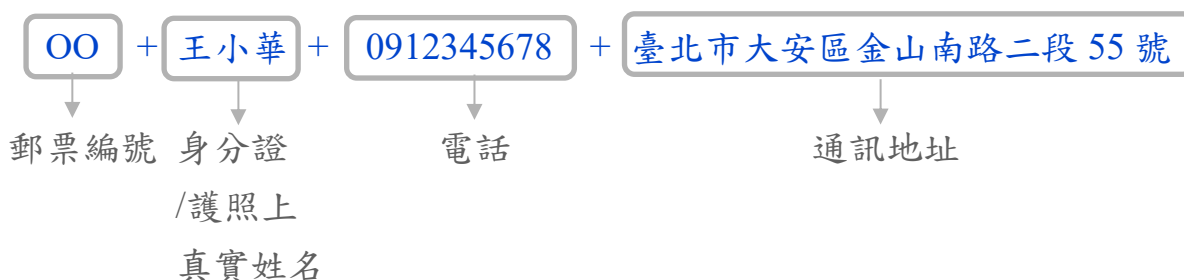 OO + 王小華 + 0912345678 + 臺北市大安區金山南路二段 55 號
郵票編號 身分證 電話 通訊地址
/護照上
真實姓名